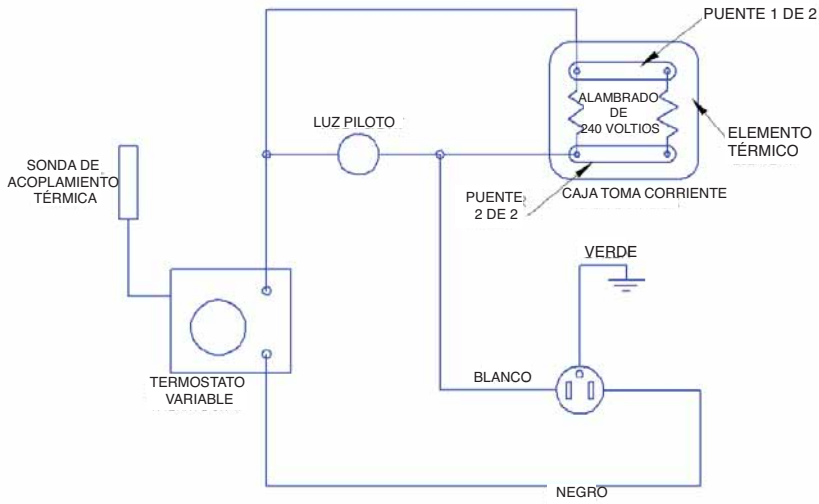 PUENTE 1 DE 2
ALAMBRADO
DE
240 VOLTIOS
LUZ PILOTO
ELEMENTO
TÉRMICO
SONDA DE
ACOPLAMIENTO
TÉRMICA
PUENTE
2 DE 2
CAJA TOMA CORRIENTE
VERDE
TERMOSTATO
VARIABLE
BLANCO
NEGRO